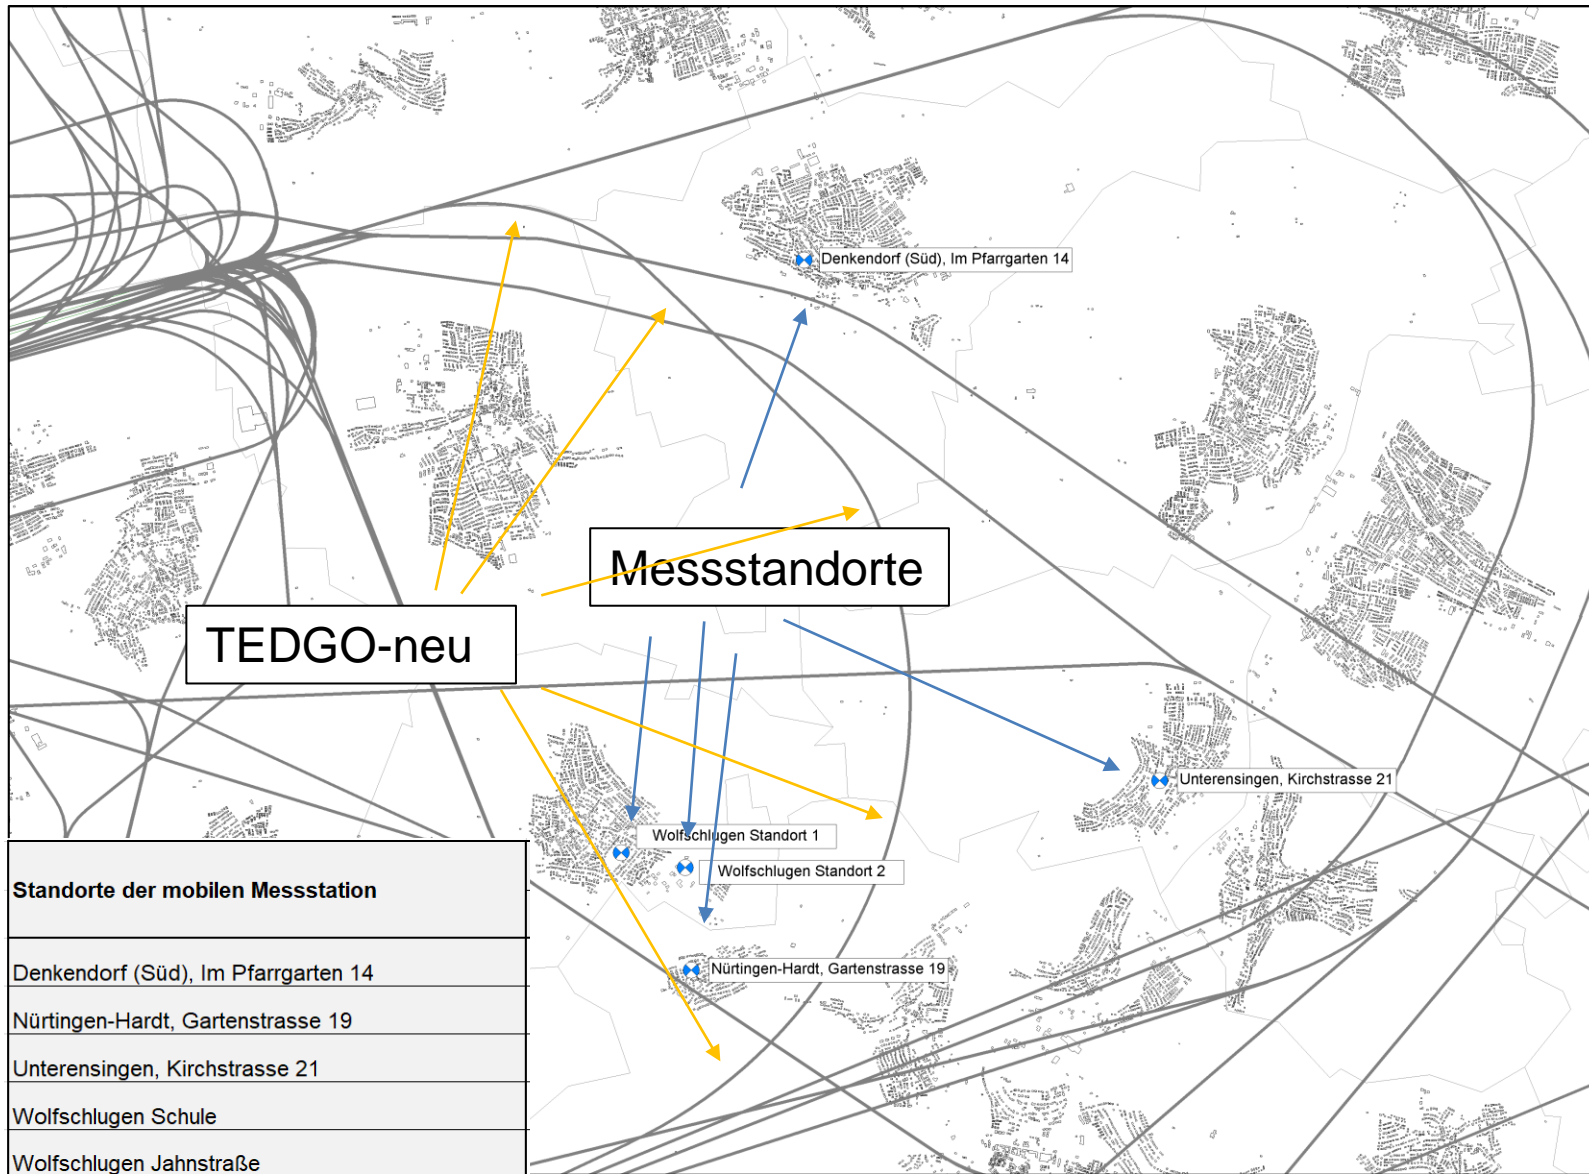 Denkendorf (Süd), Im Pfarrgarten 14
Messstandorte
TEDGO-neu
Unterensingen, Kirchstrasse 21
Wolfschlugen Standort 1
Wolfschlugen Standort 2
Nürtingen-Hardt, Gartenstrasse 19
Standorte der mobilen Messstation
Denkendorf (Süd), Im Pfarrgarten 14
Nürtingen-Hardt, Gartenstrasse 19
Unterensingen, Kirchstrasse 21
Wolfschlugen Schule
Wolfschlugen Jahnstraße